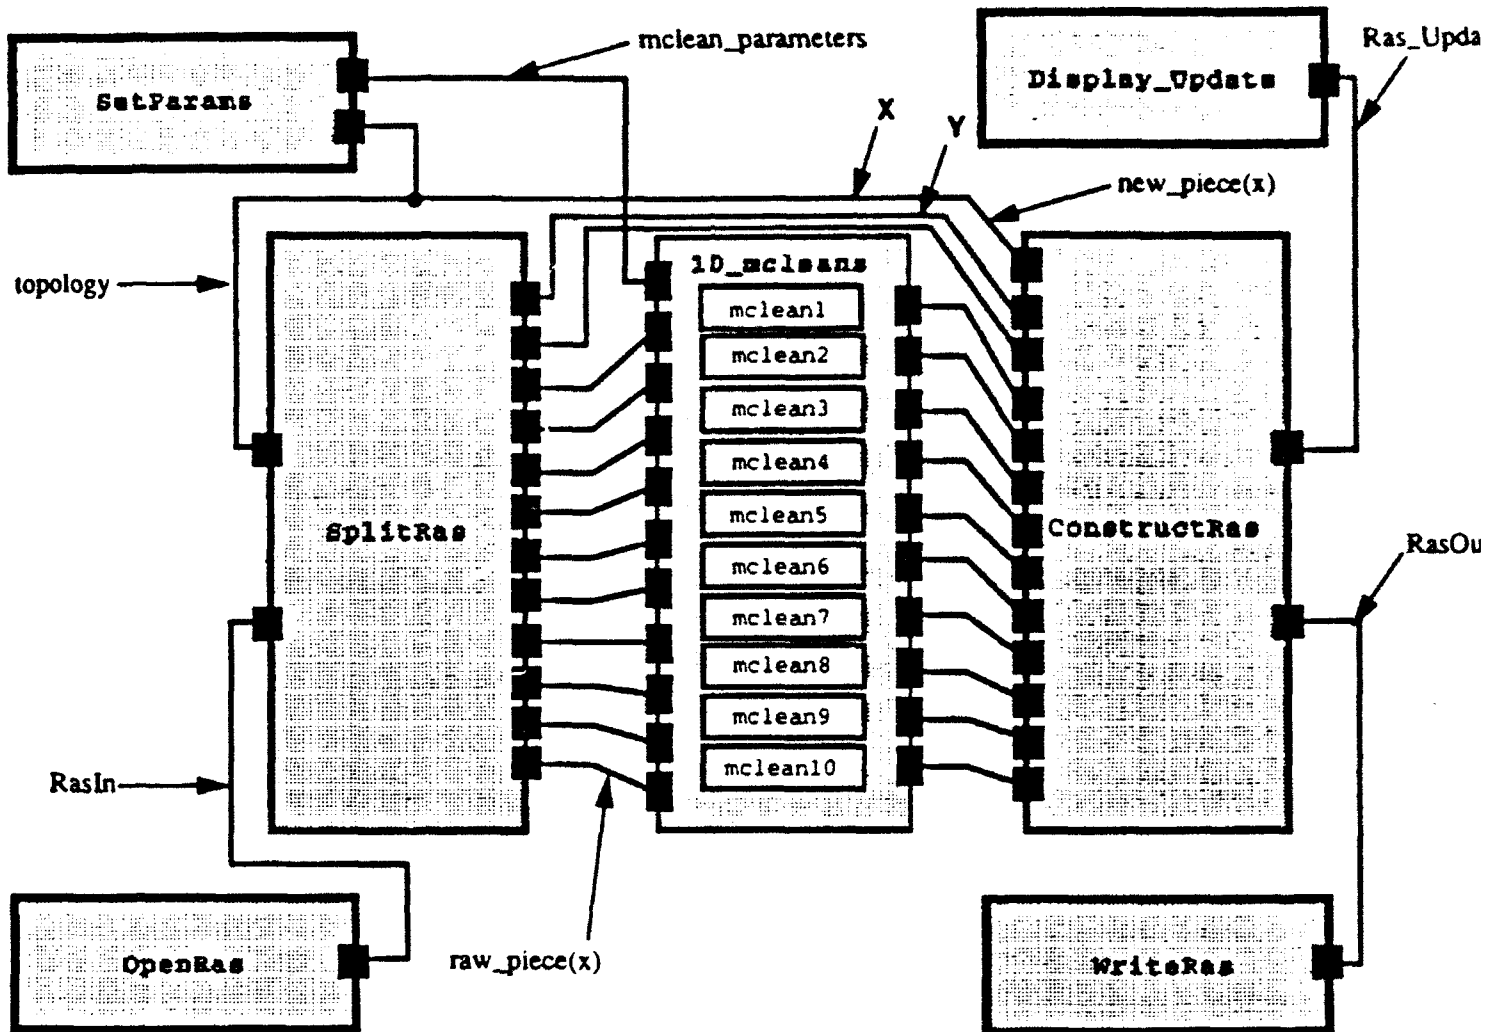 mclean_parameters
Ras_Upda
SetParams
Display_Update
X
Y
new_piece(x)
topology
10_mcleans
mclean1
mclean2
mclean3
mclean4
mclean5
mclean6
mclean7
mclean8
mclean9
mclean10
SplitRas
ConstructRas
RasOu
RasIn
raw_piece(x)
OpenRas
WriteRas